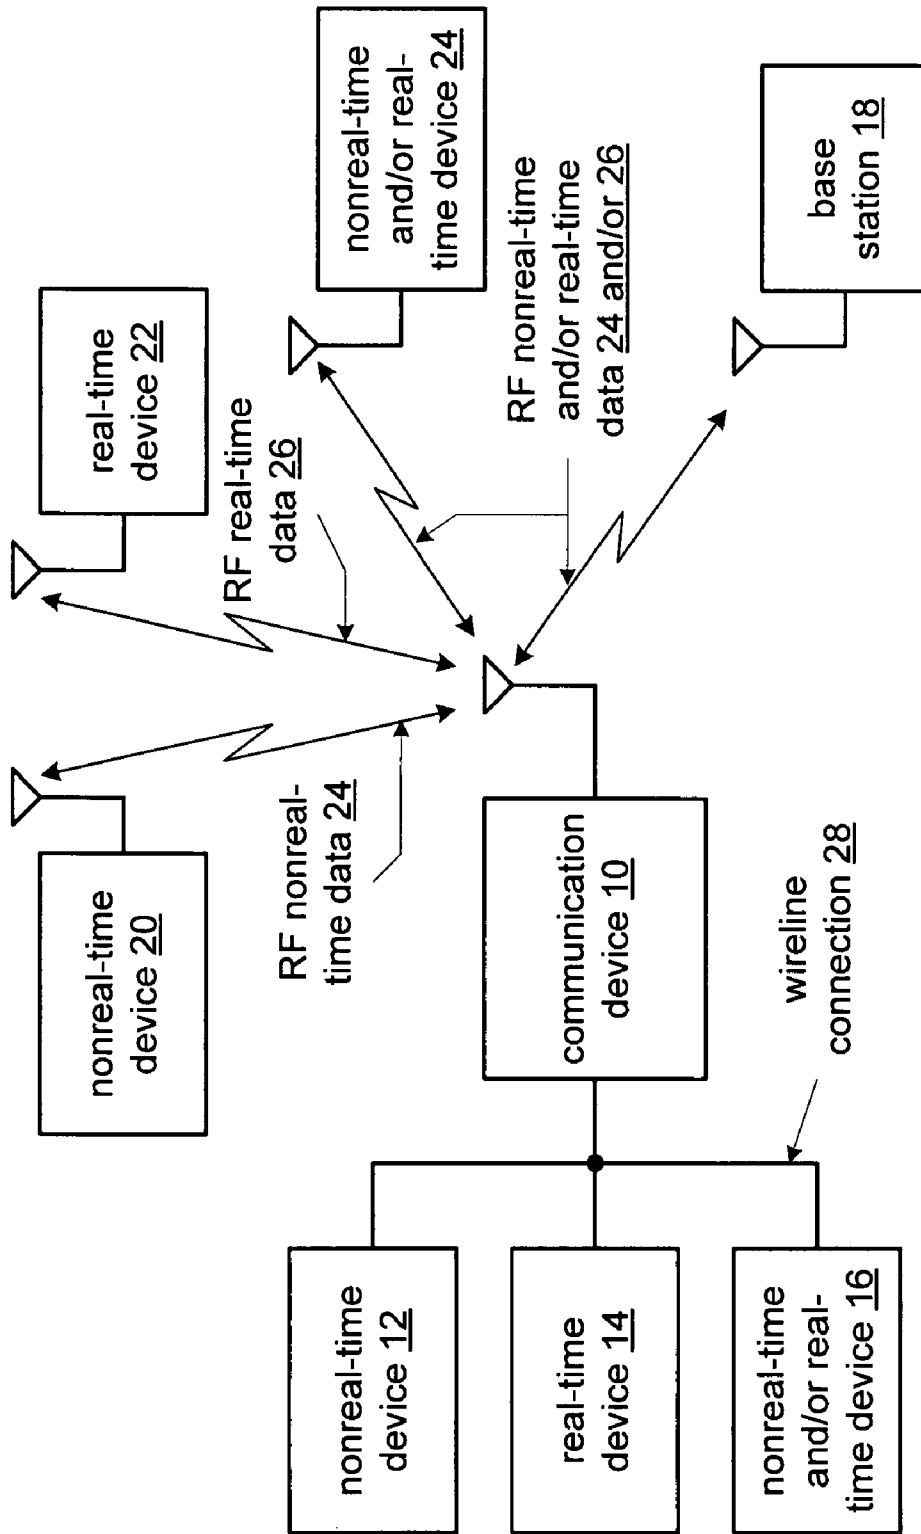 nonreal-time
device 20
real-time
device 22
RF nonreal-
time data 24
RF real-time
data 26
nonreal-time
and/or real-
time device 24
nonreal-time
device 12
real-time
device 14
nonreal-time
and/or real-
time device 16
communication
device 10
RF nonreal-time
and/or real-time
data 24 and/or 26
wireline
connection 28
base
station 18